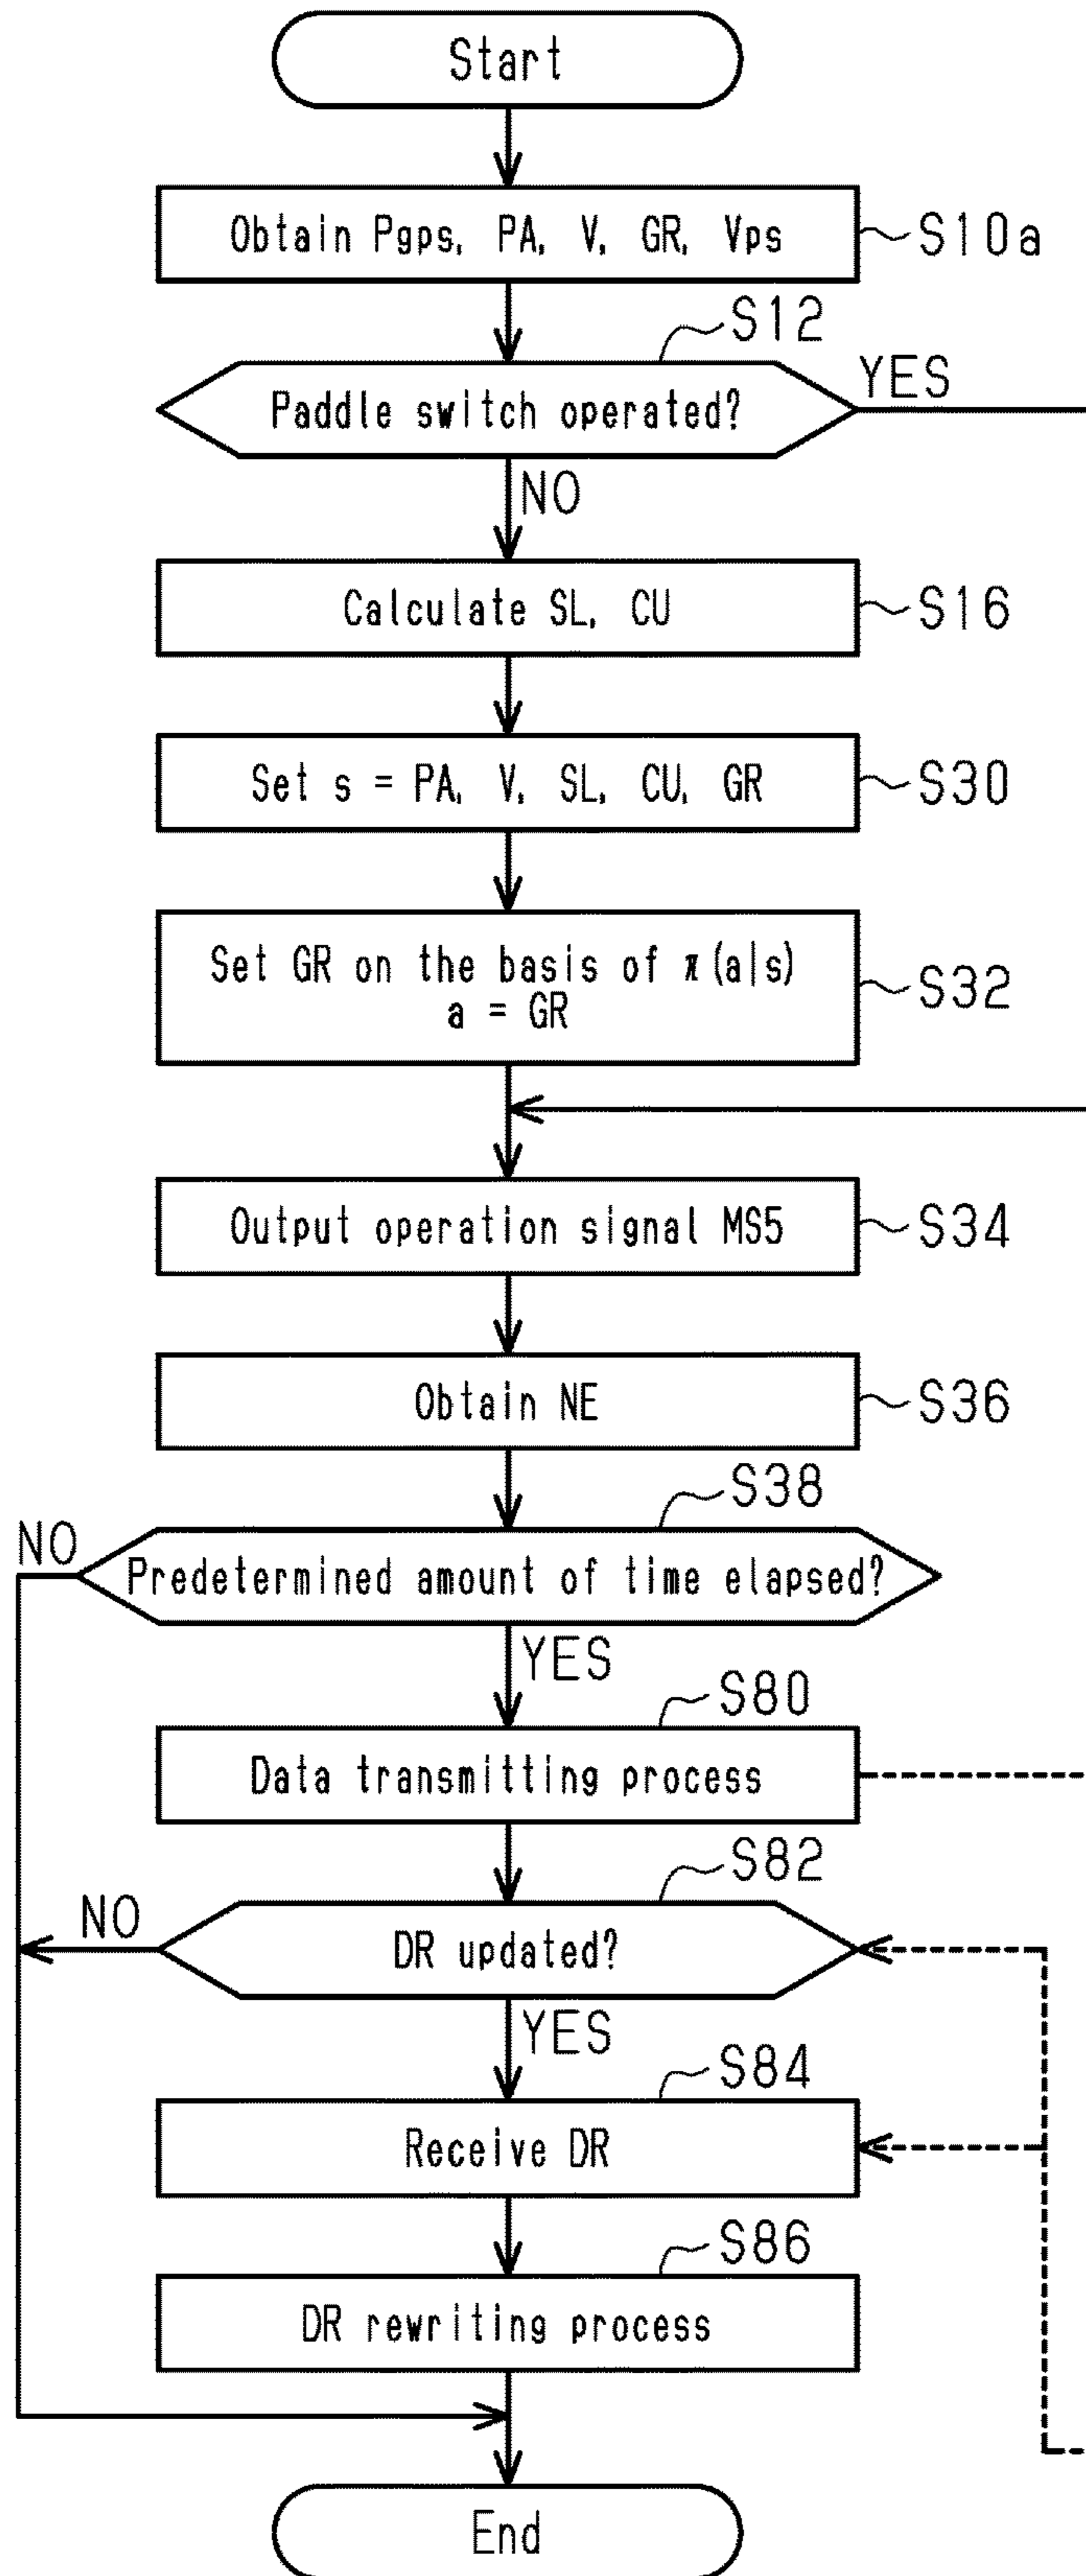 Start
Obtain Pgps, PA, V, GR, Vps
S10a
S12
Paddle switch operated?
YES
NO
Calculate SL, CU
S16
Set s = PA, V, SL, CU, GR
S30
Set GR on the basis of π(a|s)
a = GR
S32
Output operation signal MS5
S34
Obtain NE
S36
S38
NO
Predetermined amount of time elapsed?
YES
S80
Data transmitting process
S82
NO
DR updated?
YES
S84
Receive DR
S86
DR rewriting process
End